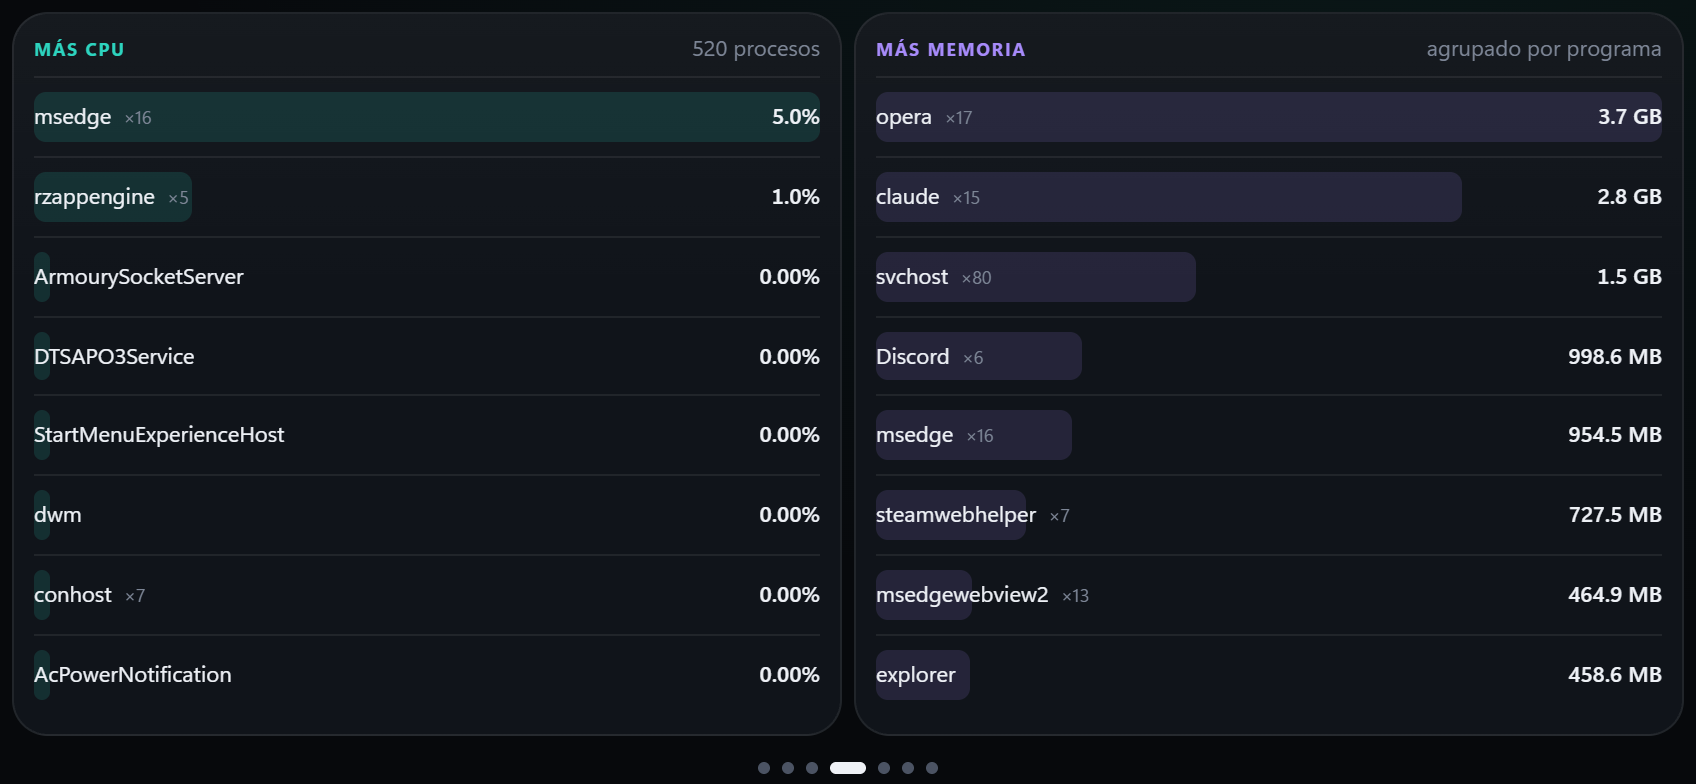 MÁS CPU 520 procesos
msedge ×16 5.0%
rzappengine ×5 1.0%
ArmourySocketServer 0.00%
DTSAPO3Service 0.00%
StartMenuExperienceHost 0.00%
dwm 0.00%
conhost ×7 0.00%
AcPowerNotification 0.00%
MÁS MEMORIA agrupado por programa
opera ×17 3.7 GB
claude ×15 2.8 GB
svchost ×80 1.5 GB
Discord ×6 998.6 MB
msedge ×16 954.5 MB
steamwebhelper ×7 727.5 MB
msedgewebview2 ×13 464.9 MB
explorer 458.6 MB